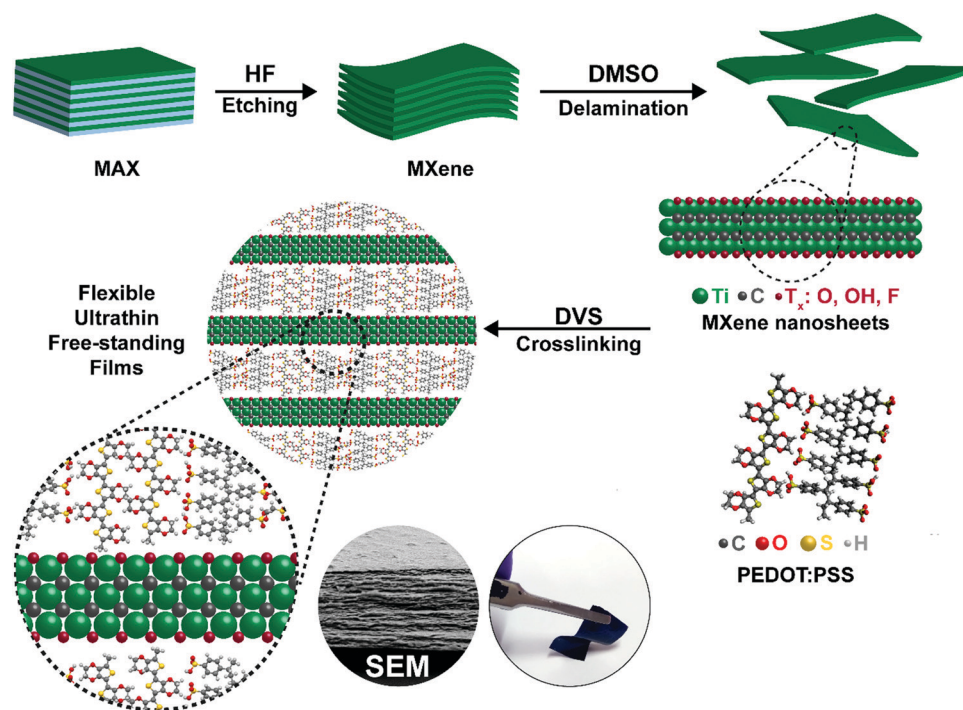 HF
Etching
DMSO
Delamination
MAX
MXene
Ti C Tx: O, OH, F
MXene nanosheets
DVS
Crosslinking
Flexible
Ultrathin
Free-standing
Films
C O S H
PEDOT:PSS
SEM